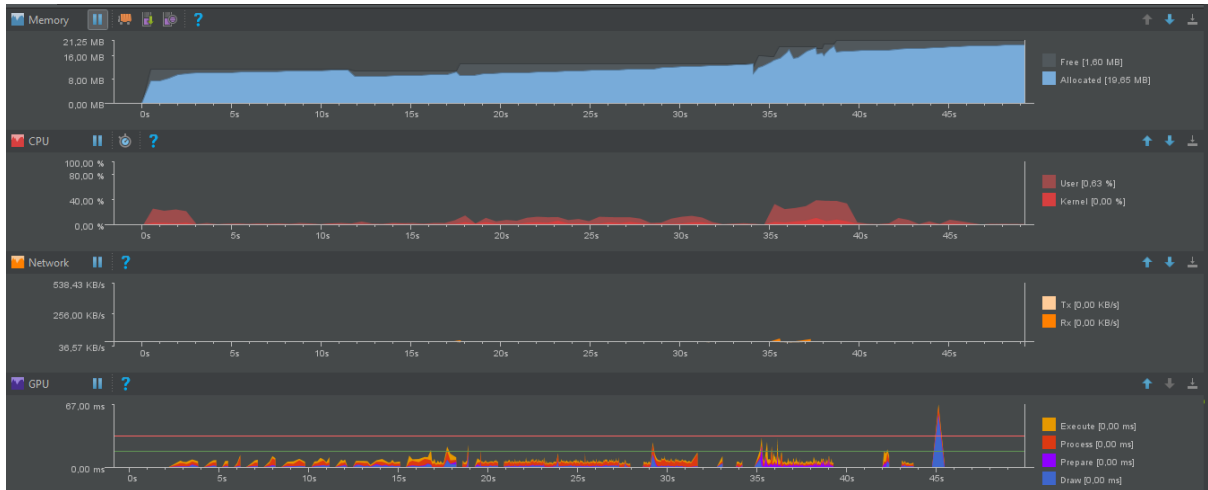 Memory ?
21,25 MB
16,00 MB
8,00 MB
0,00 MB
0s 5s 10s 15s 20s 25s 30s 35s 40s 45s
Free [1,60 MB]
Allocated [19,65 MB]
CPU ?
100,00 %
80,00 %
40,00 %
0,00 %
0s 5s 10s 15s 20s 25s 30s 35s 40s 45s
User [0,63 %]
Kernel [0,00 %]
Network ?
538,43 KB/s
256,00 KB/s
36,57 KB/s
0s 5s 10s 15s 20s 25s 30s 35s 40s 45s
Tx [0,00 KB/s]
Rx [0,00 KB/s]
GPU ?
67,00 ms
0,00 ms
0s 5s 10s 15s 20s 25s 30s 35s 40s 45s
Execute [0,00 ms]
Process [0,00 ms]
Prepare [0,00 ms]
Draw [0,00 ms]